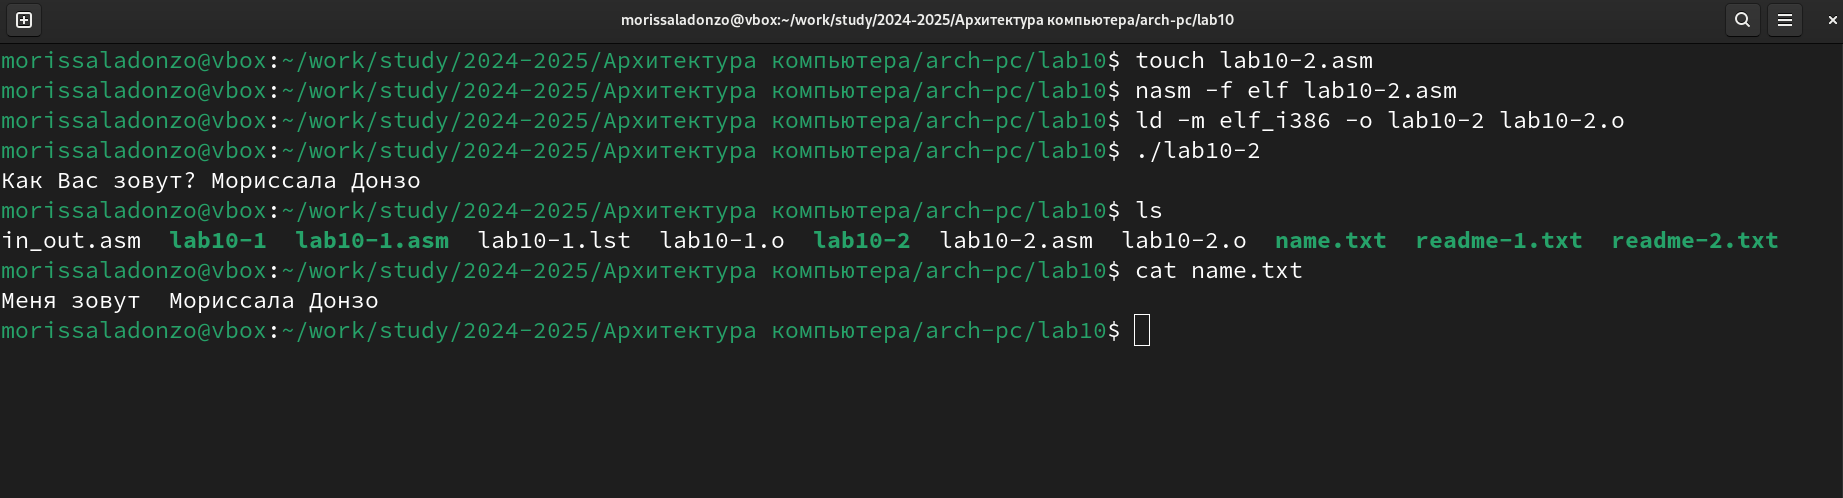 morissaladonzo@vbox:~/work/study/2024-2025/Архитектура компьютера/arch-pc/lab10
morissaladonzo@vbox:~/work/study/2024-2025/Архитектура компьютера/arch-pc/lab10$ touch lab10-2.asm
morissaladonzo@vbox:~/work/study/2024-2025/Архитектура компьютера/arch-pc/lab10$ nasm -f elf lab10-2.asm
morissaladonzo@vbox:~/work/study/2024-2025/Архитектура компьютера/arch-pc/lab10$ ld -m elf_i386 -o lab10-2 lab10-2.o
morissaladonzo@vbox:~/work/study/2024-2025/Архитектура компьютера/arch-pc/lab10$ ./lab10-2
Как Вас зовут? Мориссала Донзо
morissaladonzo@vbox:~/work/study/2024-2025/Архитектура компьютера/arch-pc/lab10$ ls
in_out.asm  lab10-1  lab10-1.asm  lab10-1.lst  lab10-1.o  lab10-2  lab10-2.asm  lab10-2.o  name.txt  readme-1.txt  readme-2.txt
morissaladonzo@vbox:~/work/study/2024-2025/Архитектура компьютера/arch-pc/lab10$ cat name.txt
Меня зовут  Мориссала Донзо
morissaladonzo@vbox:~/work/study/2024-2025/Архитектура компьютера/arch-pc/lab10$